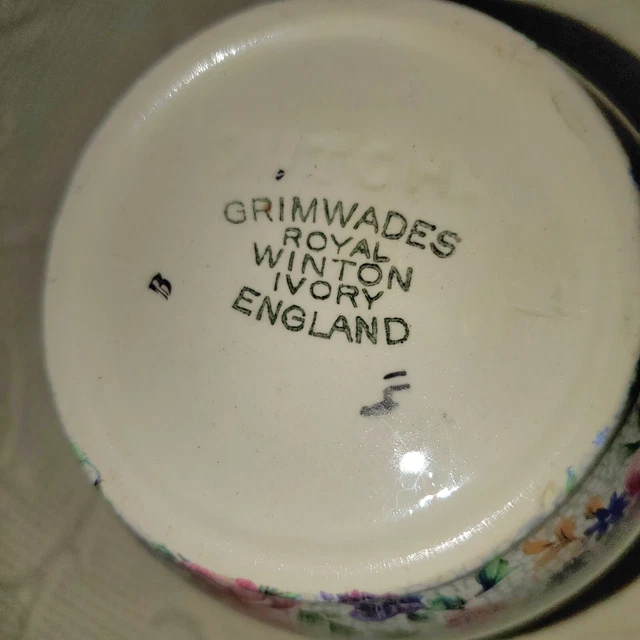 GRIMWADES
ROYAL
WINTON
IVORY
ENGLAND
B